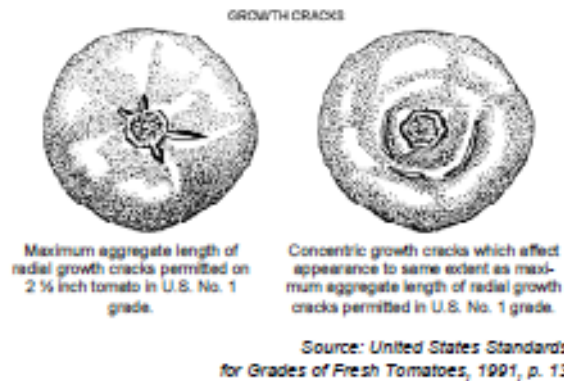 GROWTH CRACKS
Maximum aggregate length of
radial growth cracks permitted on
2 ½ inch tomato in U.S. No. 1
grade.
Concentric growth cracks which affect
appearance to same extent as maxi-
mum aggregate length of radial growth
cracks permitted in U.S. No. 1 grade.
Source: United States Standards
for Grades of Fresh Tomatoes, 1991, p. 13